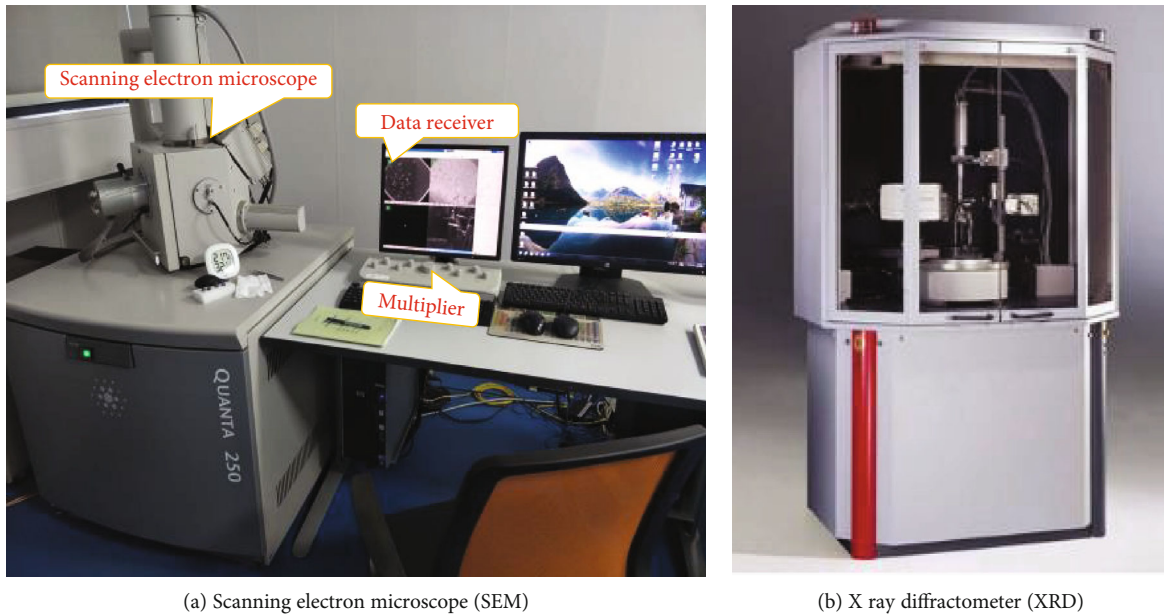 Scanning electron microscope
Data receiver
Multiplier
QUANTA 250
(a) Scanning electron microscope (SEM)
(b) X ray diffractometer (XRD)